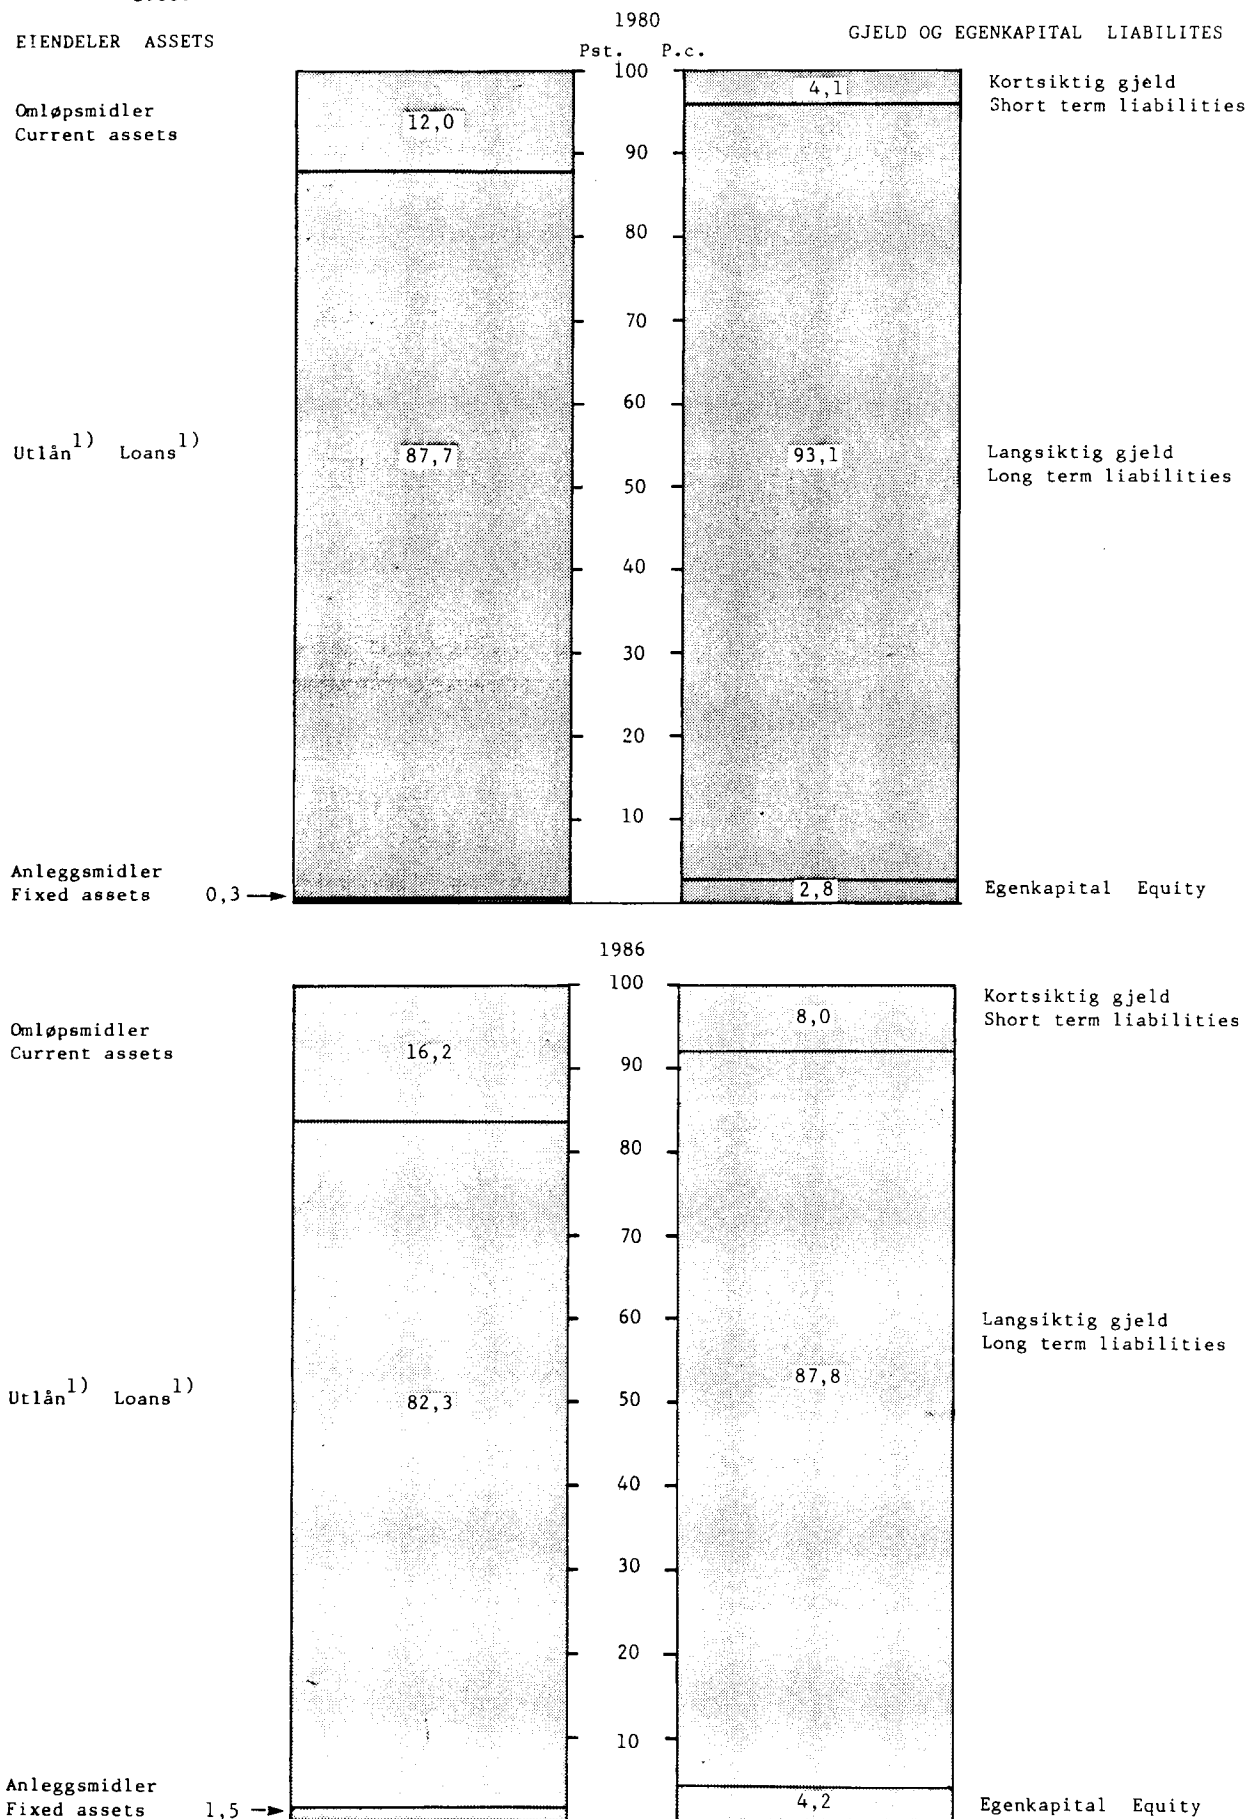 1980
EIENDELER ASSETS
GJELD OG EGENKAPITAL LIABILITES
Pst. P.c.
100
4,1
Kortsiktig gjeld
Short term liabilities
Omløpsmidler
Current assets
12,0
90
80
70
60
Utlån1) Loans1)
87,7
93,1
Langsiktig gjeld
Long term liabilities
50
40
30
20
10
Anleggsmidler
Fixed assets 0,3
2,8
Egenkapital Equity
1986
100
Kortsiktig gjeld
Short term liabilities
8,0
Omløpsmidler
Current assets
16,2
90
80
70
60
Langsiktig gjeld
Long term liabilities
87,8
Utlån1) Loans1)
82,3
50
40
30
20
10
Anleggsmidler
Fixed assets 1,5
4,2
Egenkapital Equity